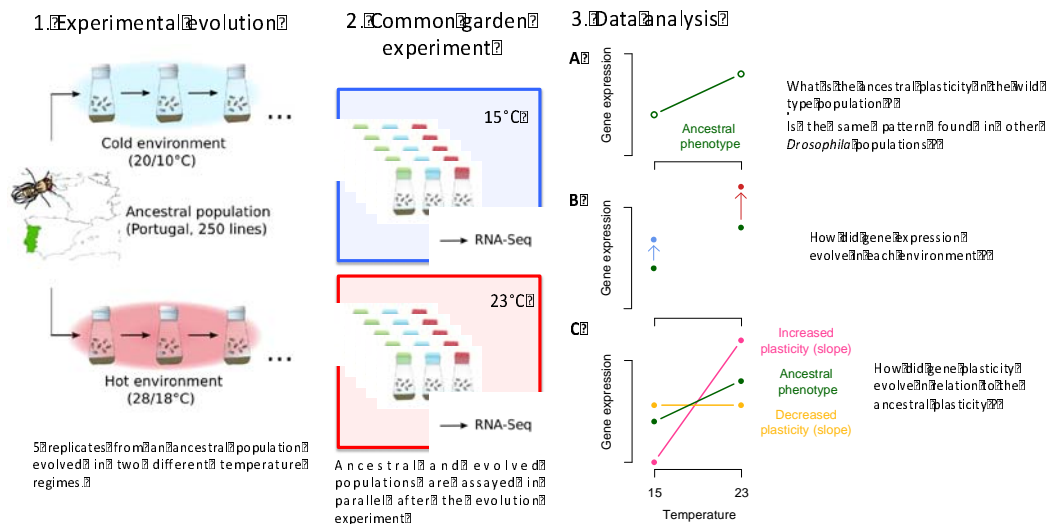 1. Experimental evolution
Cold environment
(20/10°C)
Ancestral population
(Portugal, 250 lines)
Hot environment
(28/18°C)
5 replicates from an ancestral population
evolved in two different temperature
regimes.
2. Common garden
experiment
15°C
RNA-Seq
23°C
RNA-Seq
Ancestral and evolved
populations are assayed in
parallel after the evolution
experiment
3. Data analysis
A
Gene expression
Ancestral
phenotype
What is the ancestral plasticity in the wild
type population?
Is the same pattern found in other
Drosophila populations?
B
Gene expression
How did gene expression
evolve in each environment?
C
Gene expression
Increased
plasticity (slope)
Ancestral
phenotype
Decreased
plasticity (slope)
How did gene plasticity
evolve in relation to the
ancestral plasticity?
15
23
Temperature